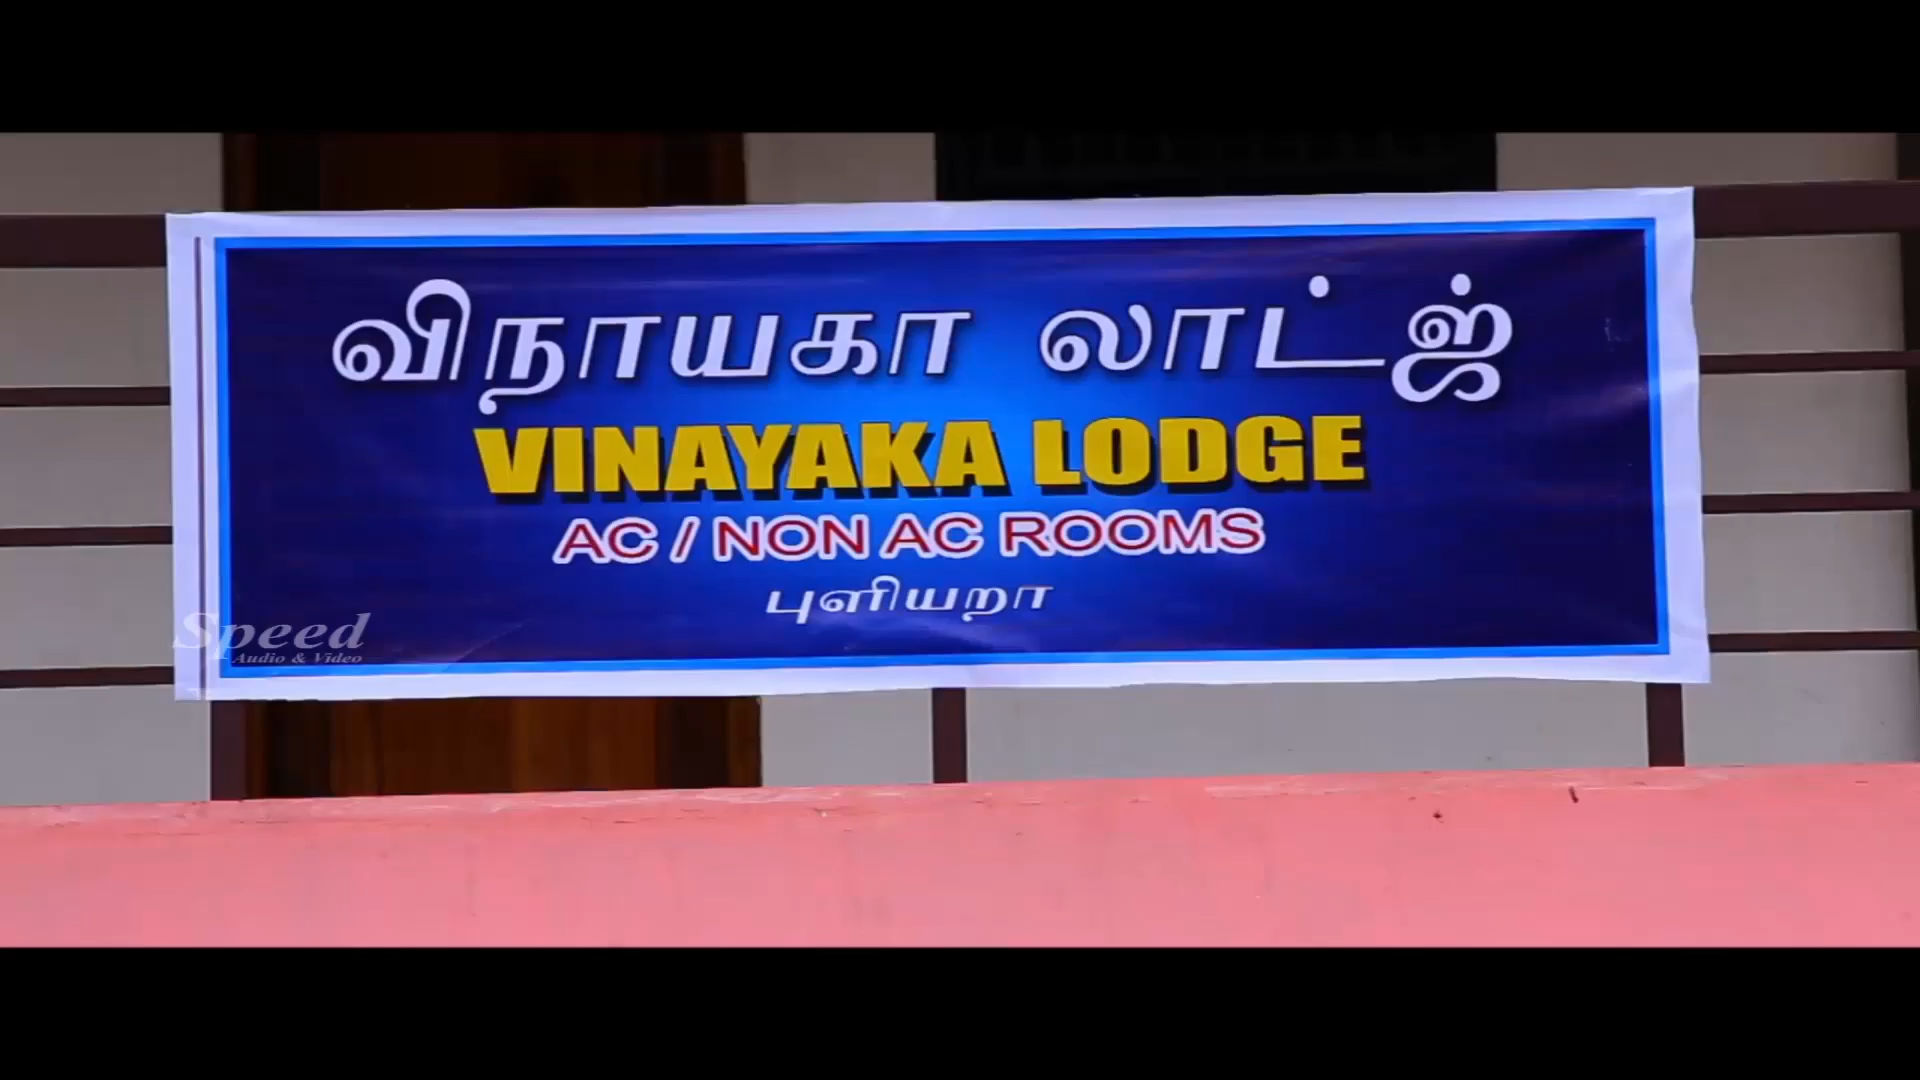 விநாயகா லாட்ஜ்
VINAYAKA LODGE
AC / NON AC ROOMS
புளியறா
Speed
Audio & Video